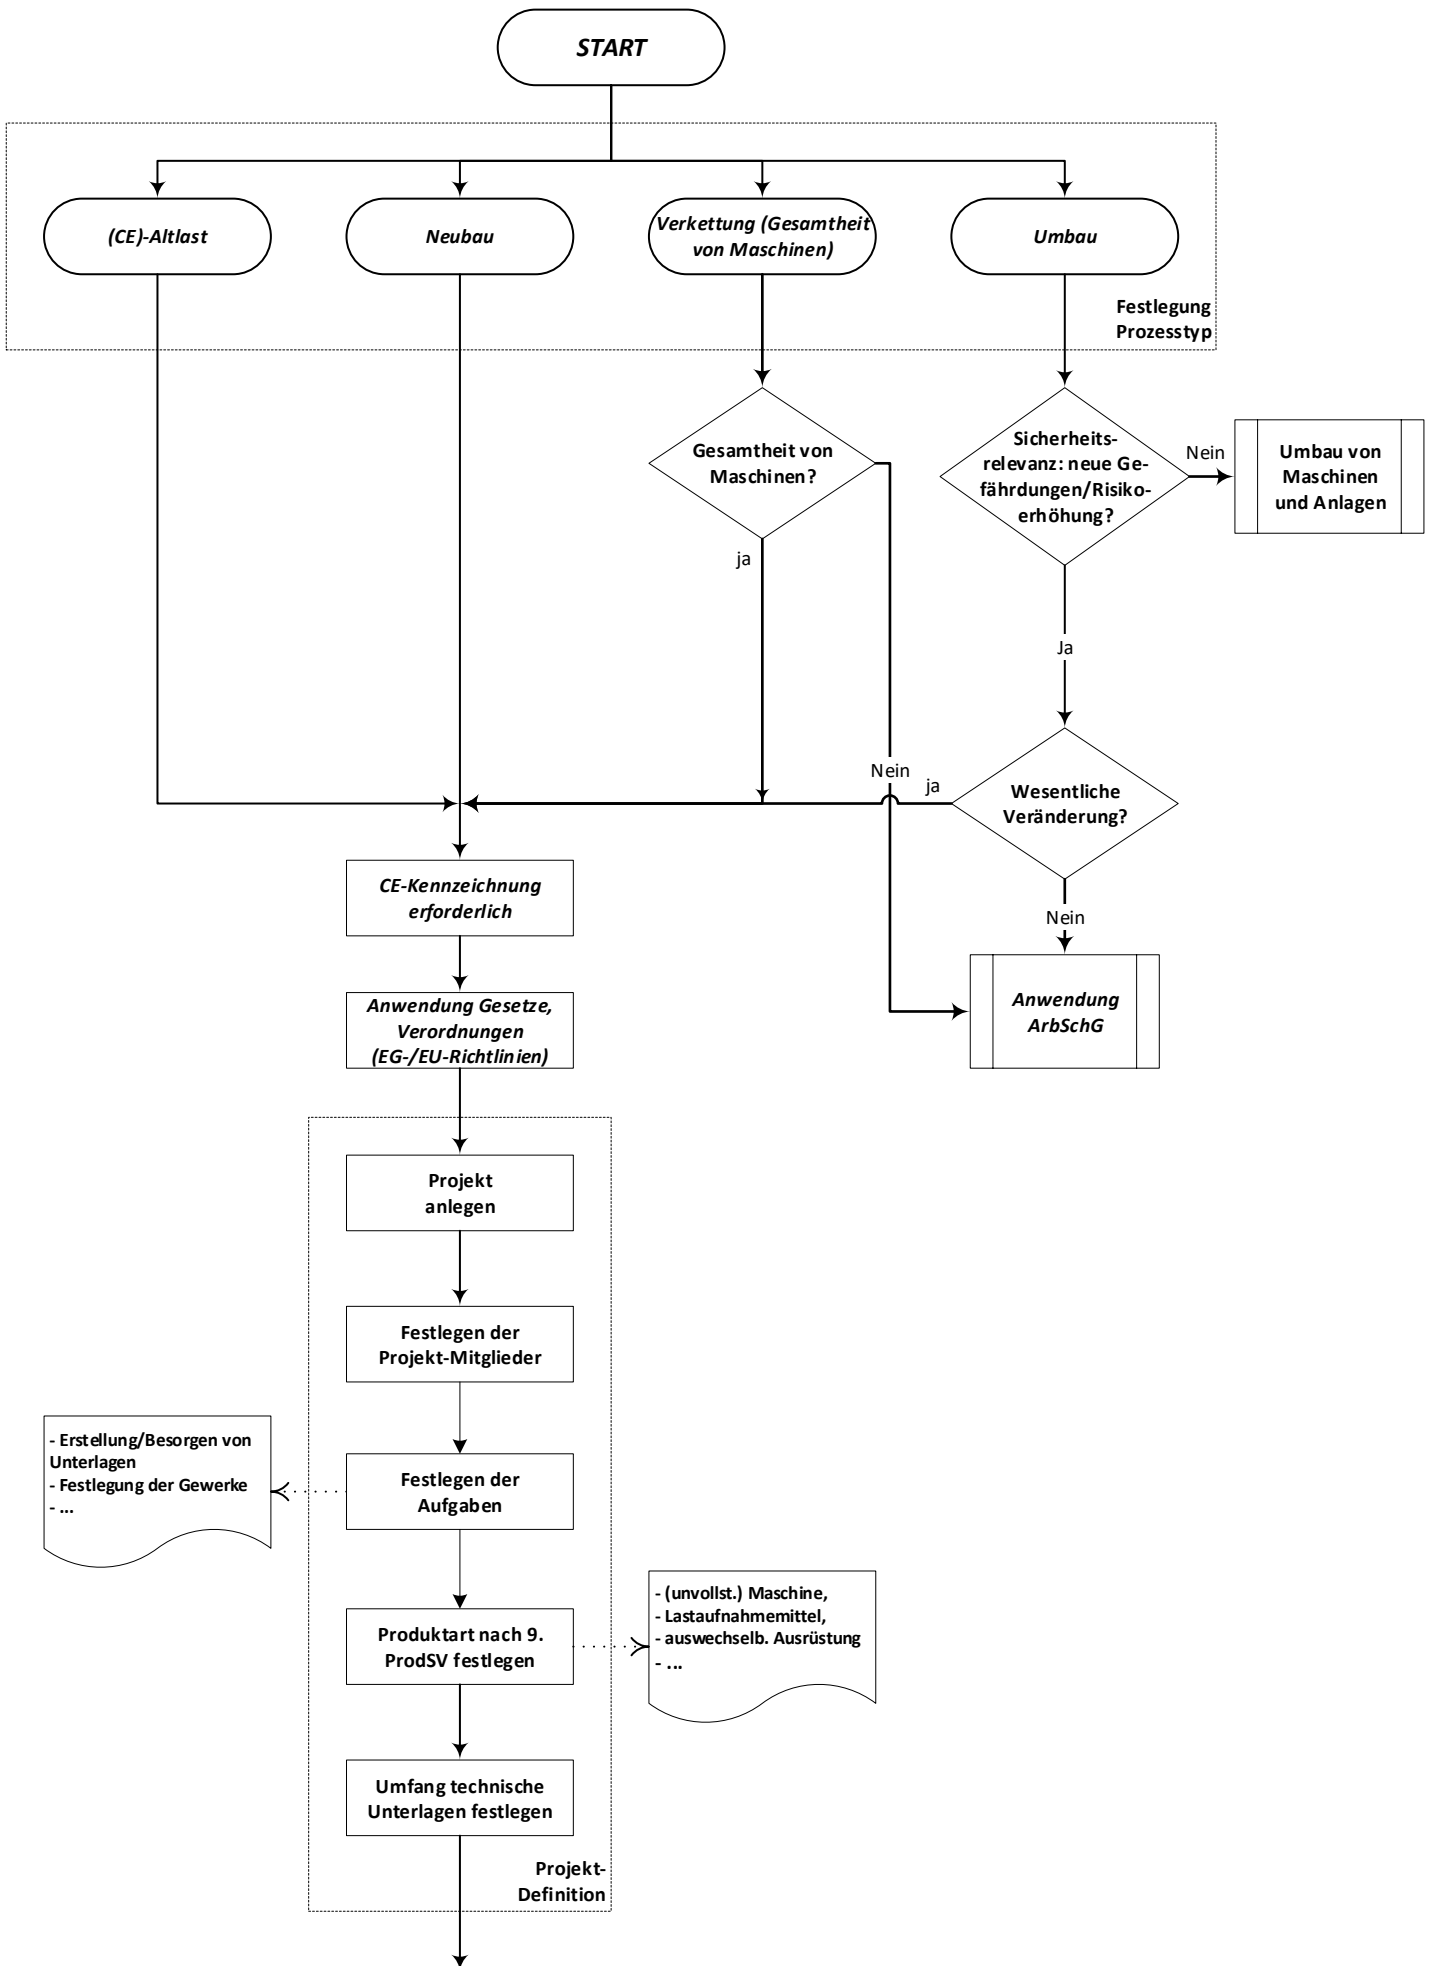 START
(CE)-Altlast
Neubau
Verkettung (Gesamtheit
von Maschinen)
Umbau
Festlegung
Prozesstyp
Gesamtheit von
Maschinen?
Sicherheits-
relevanz: neue Ge-
fährdungen/Risiko-
erhöhung?
Nein
Umbau von
Maschinen
und Anlagen
ja
Ja
Nein
ja
Wesentliche
Veränderung?
CE-Kennzeichnung
erforderlich
Nein
Anwendung Gesetze,
Verordnungen
(EG-/EU-Richtlinien)
Anwendung
ArbSchG
Projekt
anlegen
Festlegen der
Projekt-Mitglieder
- Erstellung/Besorgen von
Unterlagen
- Festlegung der Gewerke
- ...
Festlegen der
Aufgaben
Produktart nach 9.
ProdSV festlegen
- (unvollst.) Maschine,
- Lastaufnahmemittel,
- auswechselb. Ausrüstung
- ...
Umfang technische
Unterlagen festlegen
Projekt-
Definition